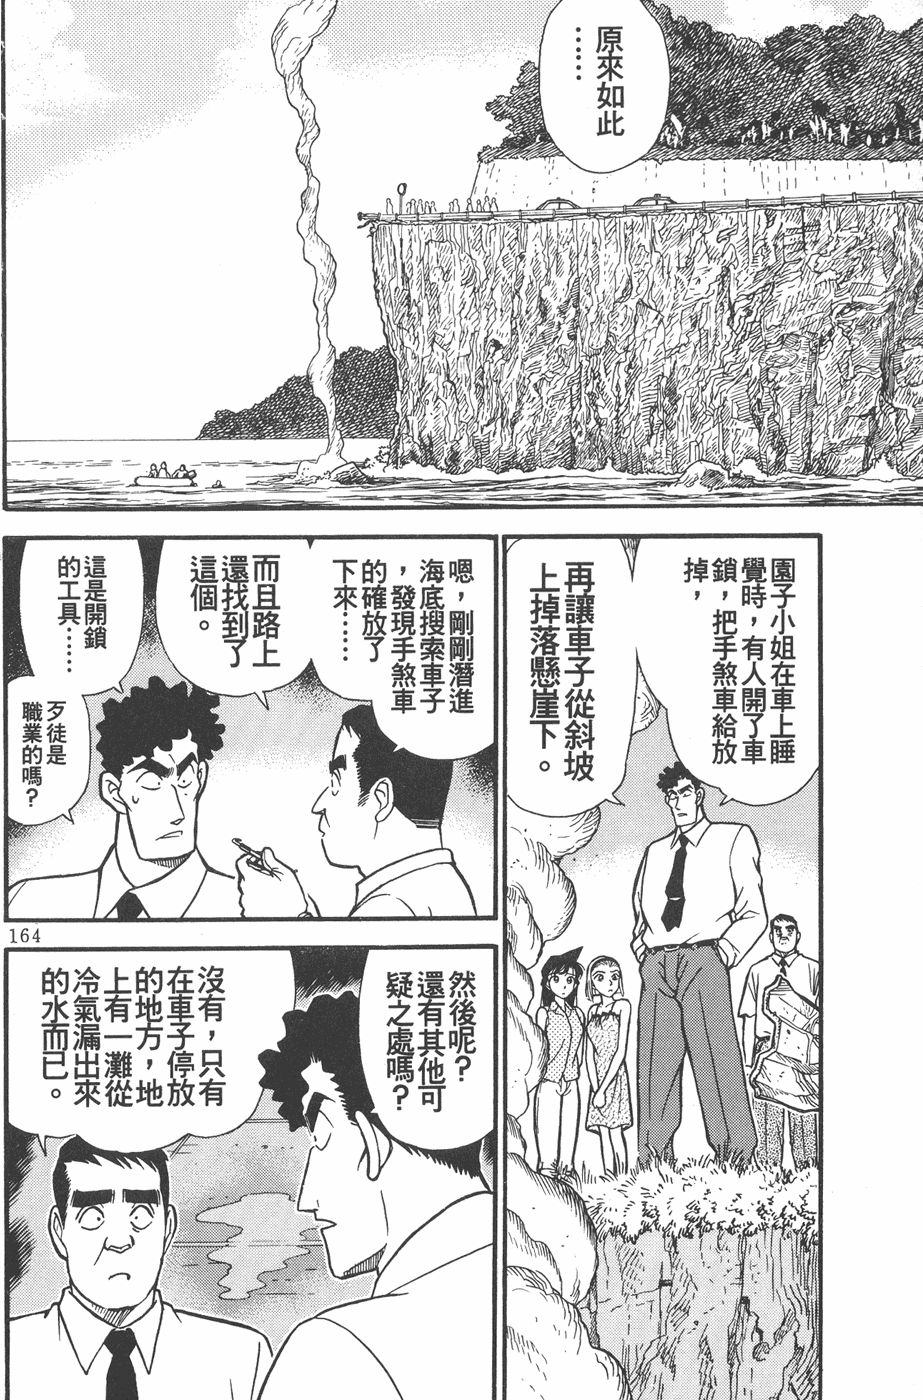 原來如此
……
園子小姐在車上睡
覺時，有人開了車
鎖，把手煞車給放
掉，
再讓車子從斜坡
上掉落懸崖下。
嗯，剛剛潛進
海底搜索車子
，發現手煞車
的確放了
下來……
而且路上
還找到了
這個。
這是開鎖
的工具……
歹徒是
職業的嗎？
164
然後呢？
還有其他可
疑之處嗎？
沒有，只有
在車子停放
的地方，地
上有一灘從
冷氣漏出來
的水而已。